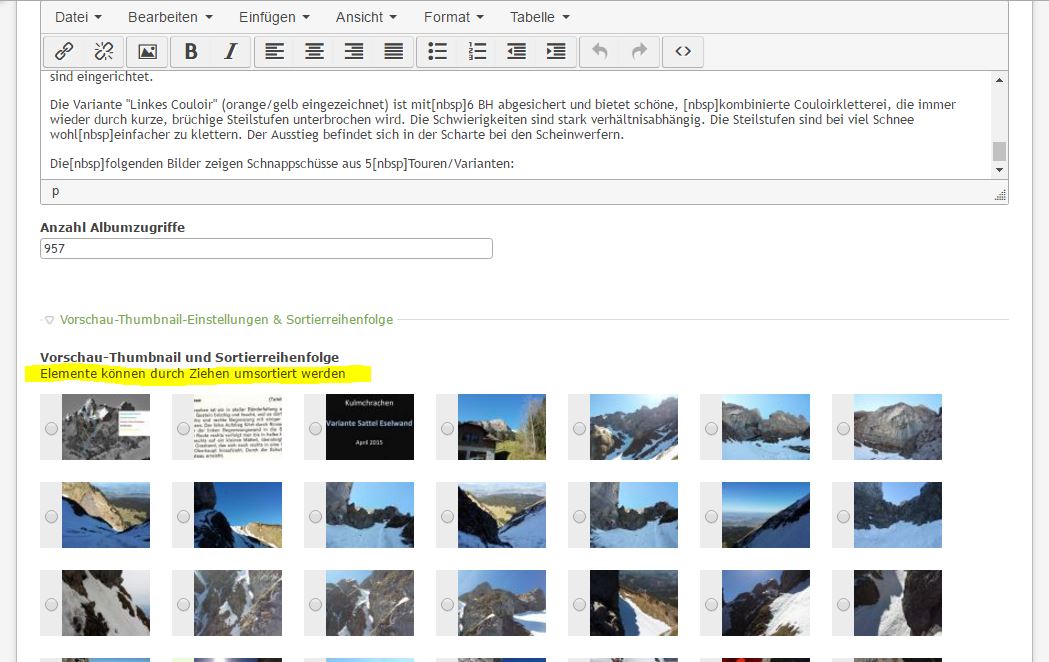 Datei Bearbeiten Einfügen Ansicht Format Tabelle
B I
sind eingerichtet.
Die Variante "Linkes Couloir" (orange/gelb eingezeichnet) ist mit[nbsp]6 BH abgesichert und bietet schöne, [nbsp]kombinierte Couloirkletterei, die immer
wieder durch kurze, brüchige Steilstufen unterbrochen wird. Die Schwierigkeiten sind stark verhältnisabhängig. Die Steilstufen sind bei viel Schnee
wohl[nbsp]einfacher zu klettern. Der Ausstieg befindet sich in der Scharte bei den Scheinwerfern.
Die[nbsp]folgenden Bilder zeigen Schnappschüsse aus 5[nbsp]Touren/Varianten:
p
Anzahl Albumzugriffe
957
Vorschau-Thumbnail-Einstellungen & Sortierreihenfolge
Vorschau-Thumbnail und Sortierreihenfolge
Elemente können durch Ziehen umsortiert werden
Kulmchrachen
Variante Sattel Eselwand
April 2015